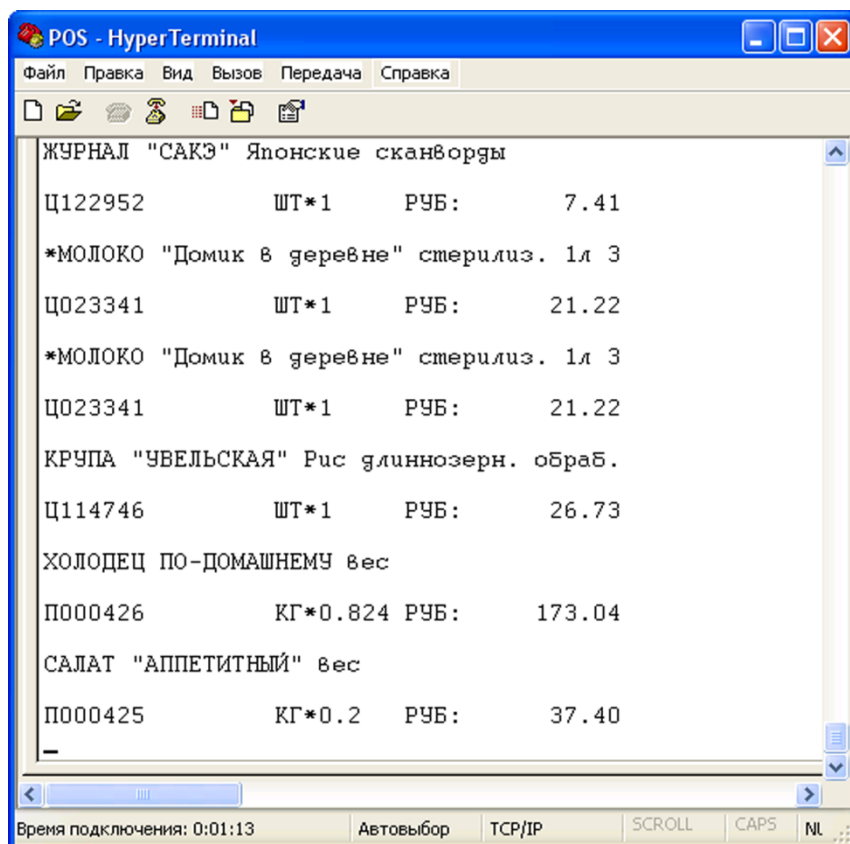 POS - HyperTerminal
Файл Правка Вид Вызов Передача Справка
ЖУРНАЛ "САКЭ" Японские сканворды
Ц122952 ШТ*1 РУБ: 7.41
*МОЛОКО "Домик в деревне" стерилиз. 1л 3
Ц023341 ШТ*1 РУБ: 21.22
*МОЛОКО "Домик в деревне" стерилиз. 1л 3
Ц023341 ШТ*1 РУБ: 21.22
КРУПА "УВЕЛЬСКАЯ" Рис длиннозерн. обраб.
Ц114746 ШТ*1 РУБ: 26.73
ХОЛОДЕЦ ПО-ДОМАШНЕМУ вес
П000426 КГ*0.824 РУБ: 173.04
САЛАТ "АППЕТИТНЫЙ" вес
П000425 КГ*0.2 РУБ: 37.40
Время подключения: 0:01:13 Автовыбор TCP/IP SCROLL CAPS